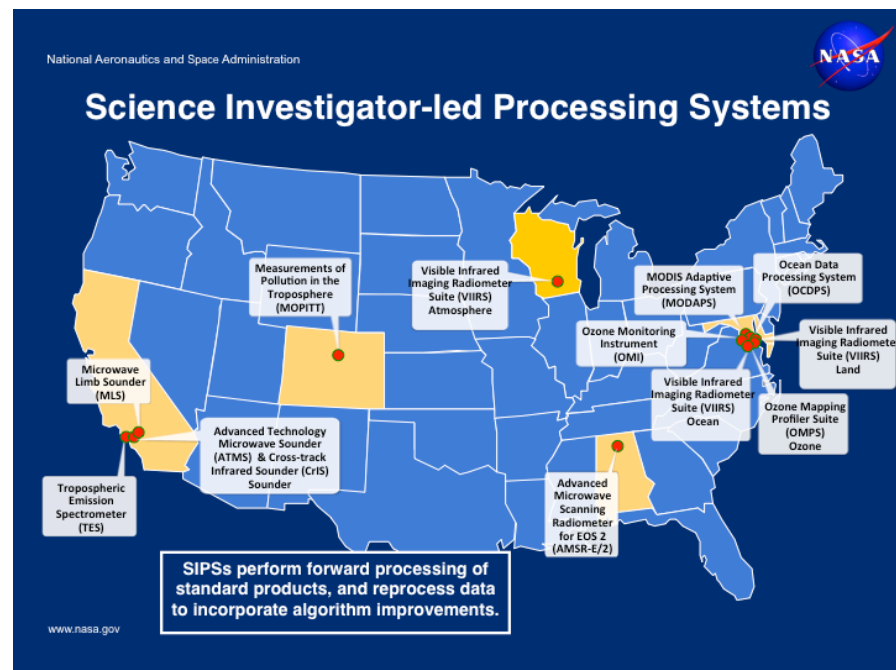 National Aeronautics and Space Administration
NASA
Science Investigator-led Processing Systems
Measurements of
Pollution in the
Troposphere
(MOPITT)
Visible Infrared
Imaging Radiometer
Suite (VIIRS)
Atmosphere
MODIS Adaptive
Processing System
(MODAPS)
Ocean Data
Processing System
(OCDPS)
Ozone Monitoring
Instrument
(OMI)
Visible Infrared
Imaging Radiomete
Suite (VIIRS)
Land
Microwave
Limb Sounder
(MLS)
Visible Infrared
Imaging Radiometer
Suite (VIIRS)
Ocean
Ozone Mapping
Profiler Suite
(OMPS)
Ozone
Advanced Technology
Microwave Sounder
(ATMS) & Cross-track
Infrared Sounder (CrIS)
Sounder
Tropospheric
Emission
Spectrometer
(TES)
Advanced
Microwave
Scanning
Radiometer
for EOS 2
(AMSR-E/2)
SIPSs perform forward processing of
standard products, and reprocess data
to incorporate algorithm improvements.
www.nasa.gov